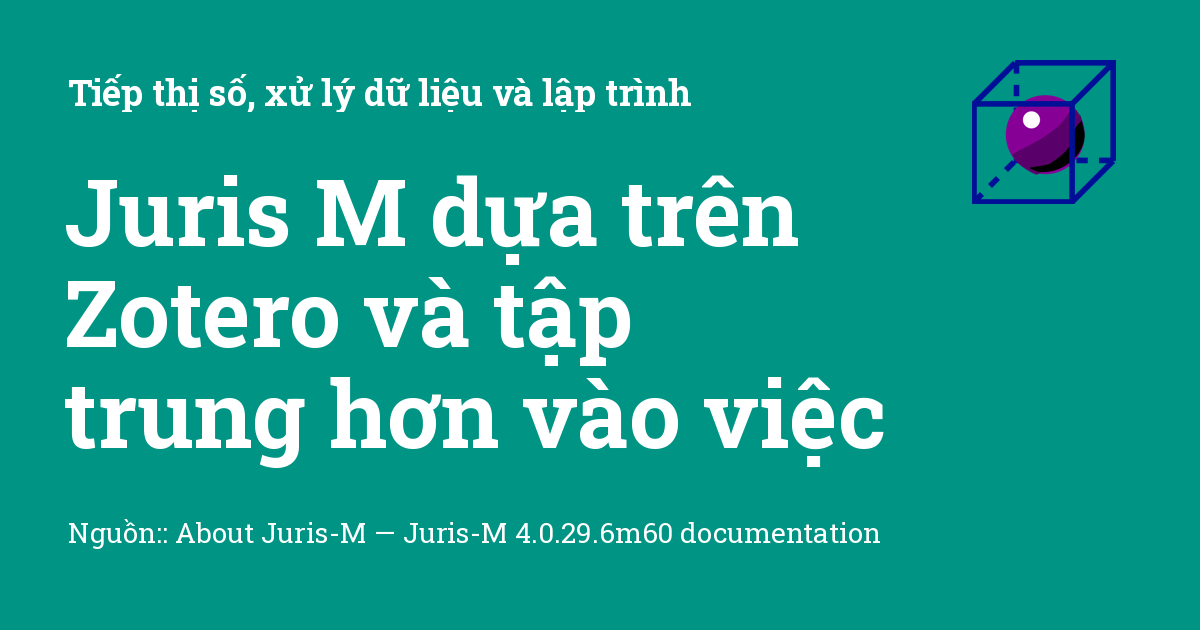 Tiếp thị số, xử lý dữ liệu và lập trình
Juris M dựa trên
Zotero và tập
trung hơn vào việc
Nguồn:: About Juris-M — Juris-M 4.0.29.6m60 documentation